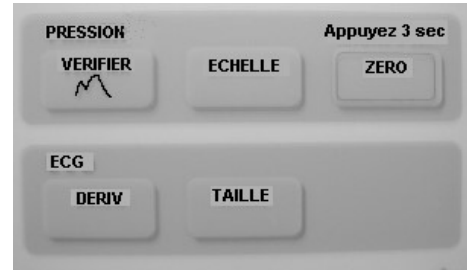 PRESSION
Appuyez 3 sec
VERIFIER
ECHELLE
ZERO
ECG
DERIV
TAILLE